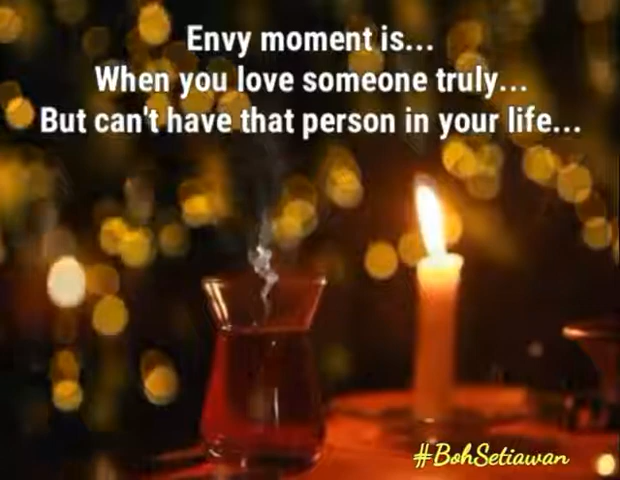 Envy moment is...
When you love someone truly...
But can't have that person in your life...
#BohSetiawan